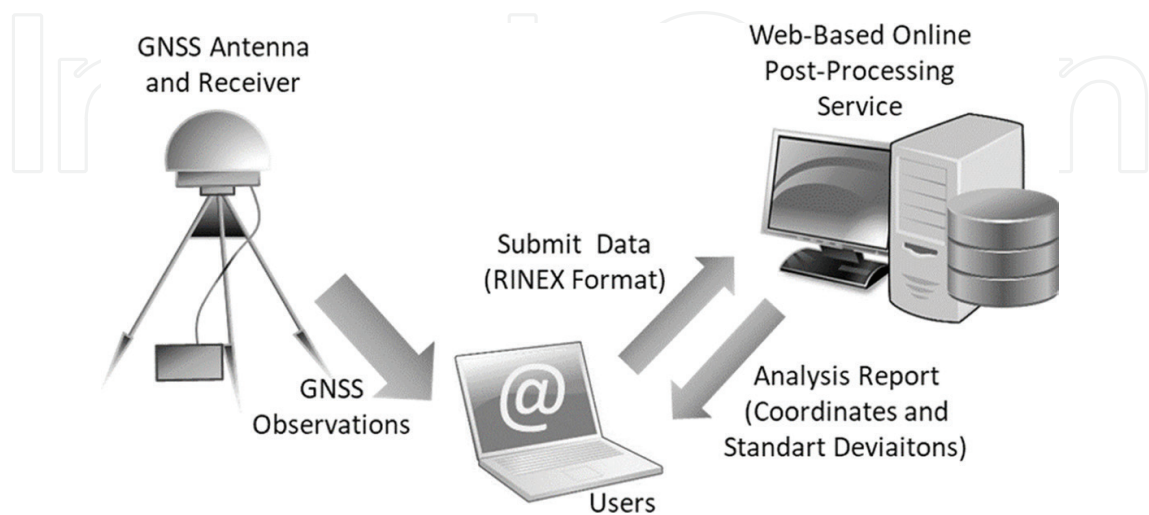 GNSS Antenna
and Receiver
Web-Based Online
Post-Processing
Service
Submit Data
(RINEX Format)
GNSS
Observations
@
Analysis Report
(Coordinates and
Standart Deviaitons)
Users